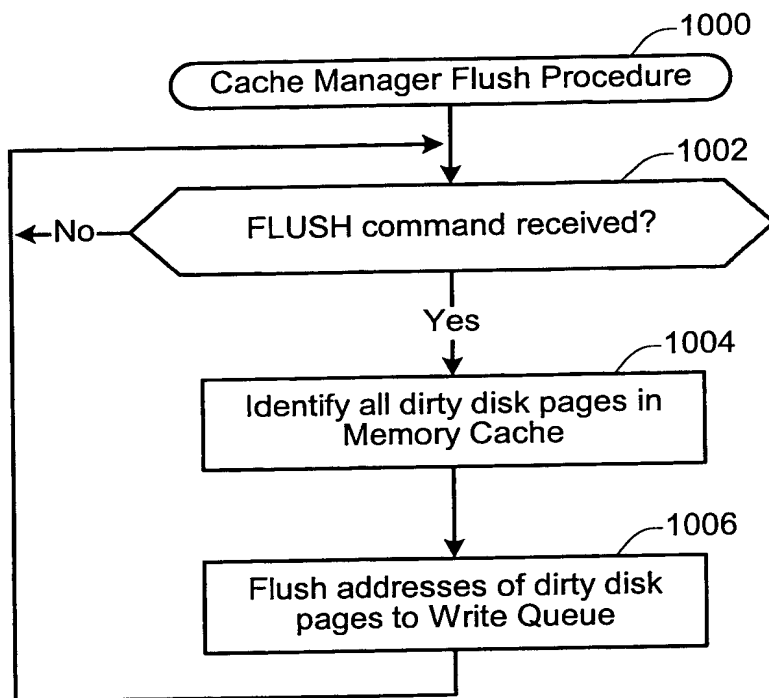 1000
Cache Manager Flush Procedure
1002
FLUSH command received?
No
Yes
1004
Identify all dirty disk pages in
Memory Cache
1006
Flush addresses of dirty disk
pages to Write Queue